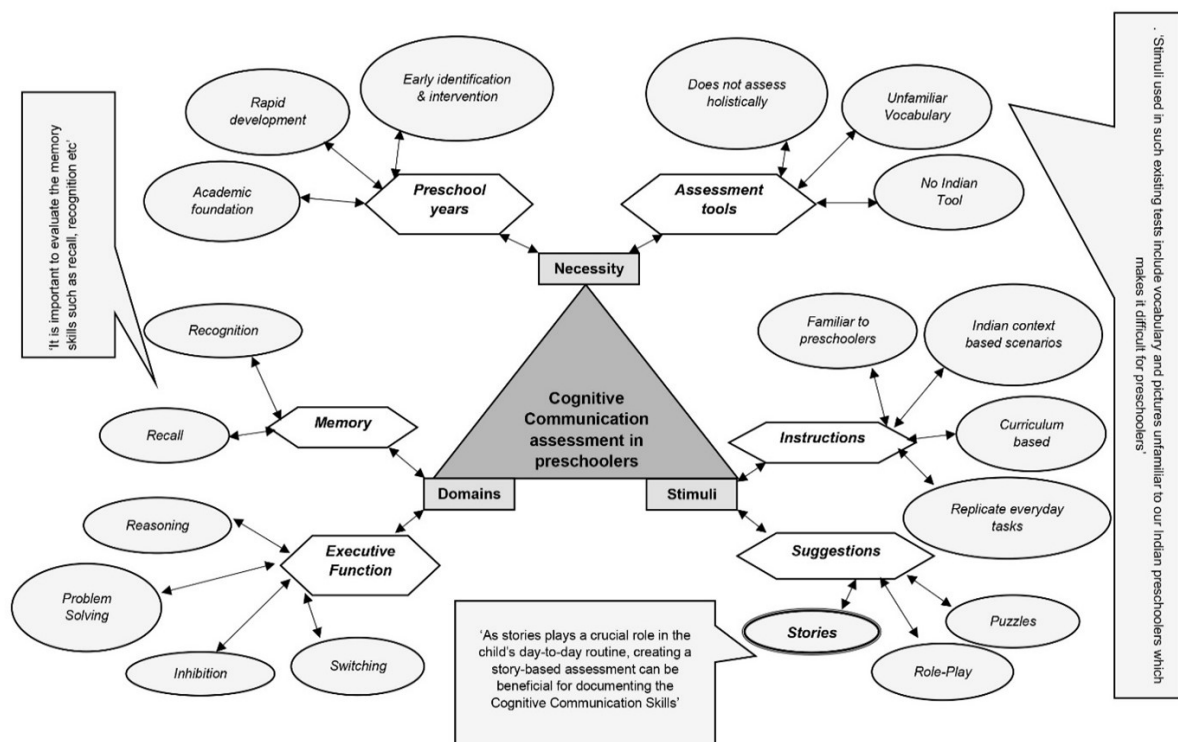 Early identification
& intervention
Rapid
development
Academic
foundation
Preschool
years
Does not assess
holistically
Unfamiliar
Vocabulary
No Indian
Tool
Assessment
tools
Necessity
‘It is important to evaluate the memory
skills such as recall, recognition etc’
. ‘Stimuli used in such existing tests include vocabulary and pictures unfamiliar to our Indian preschoolers which
makes it difficult for preschoolers’
Recognition
Recall
Memory
Cognitive
Communication
assessment in
preschoolers
Domains
Stimuli
Familiar to
preschoolers
Indian context
based scenarios
Instructions
Curriculum
based
Replicate everyday
tasks
Reasoning
Problem
Solving
Inhibition
Switching
Executive
Function
Suggestions
Stories
Puzzles
Role-Play
‘As stories plays a crucial role in the
child’s day-to-day routine, creating a
story-based assessment can be
beneficial for documenting the
Cognitive Communication Skills’